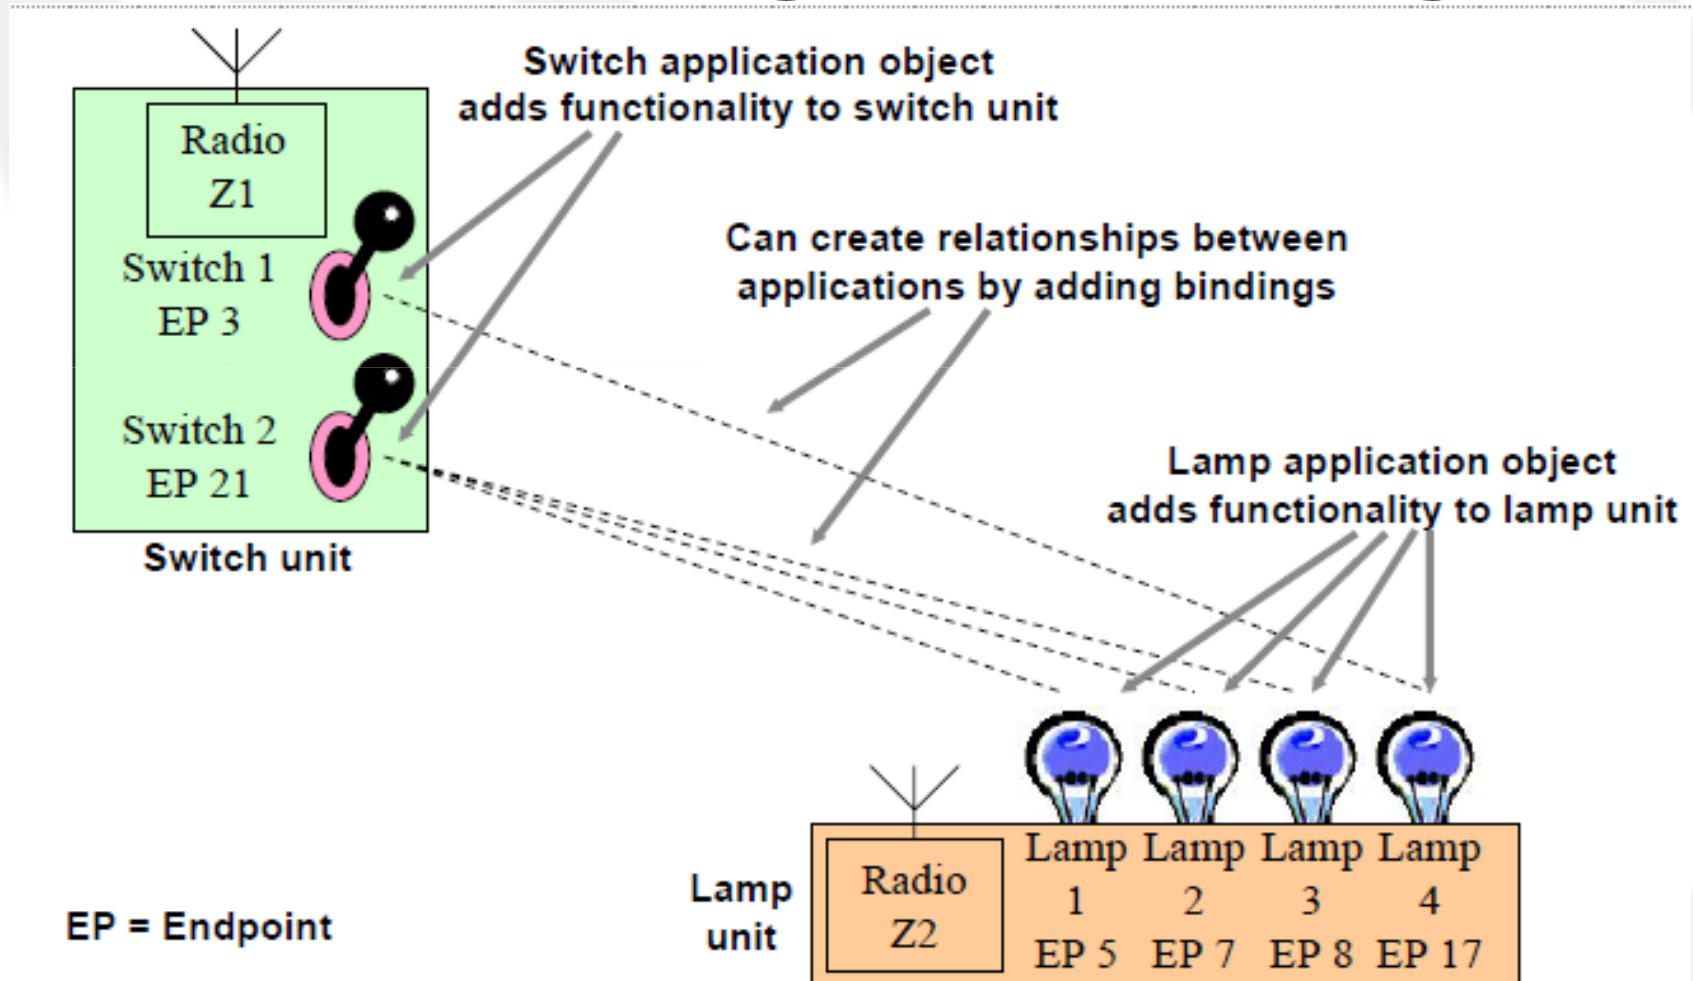 Switch application object
adds functionality to switch unit
Radio
Z1
Switch 1
EP 3
Can create relationships between
applications by adding bindings
Switch 2
EP 21
Switch unit
Lamp application object
adds functionality to lamp unit
Lamp
unit
Radio
Z2
Lamp Lamp Lamp Lamp
1 2 3 4
EP 5 EP 7 EP 8 EP 17
EP = Endpoint